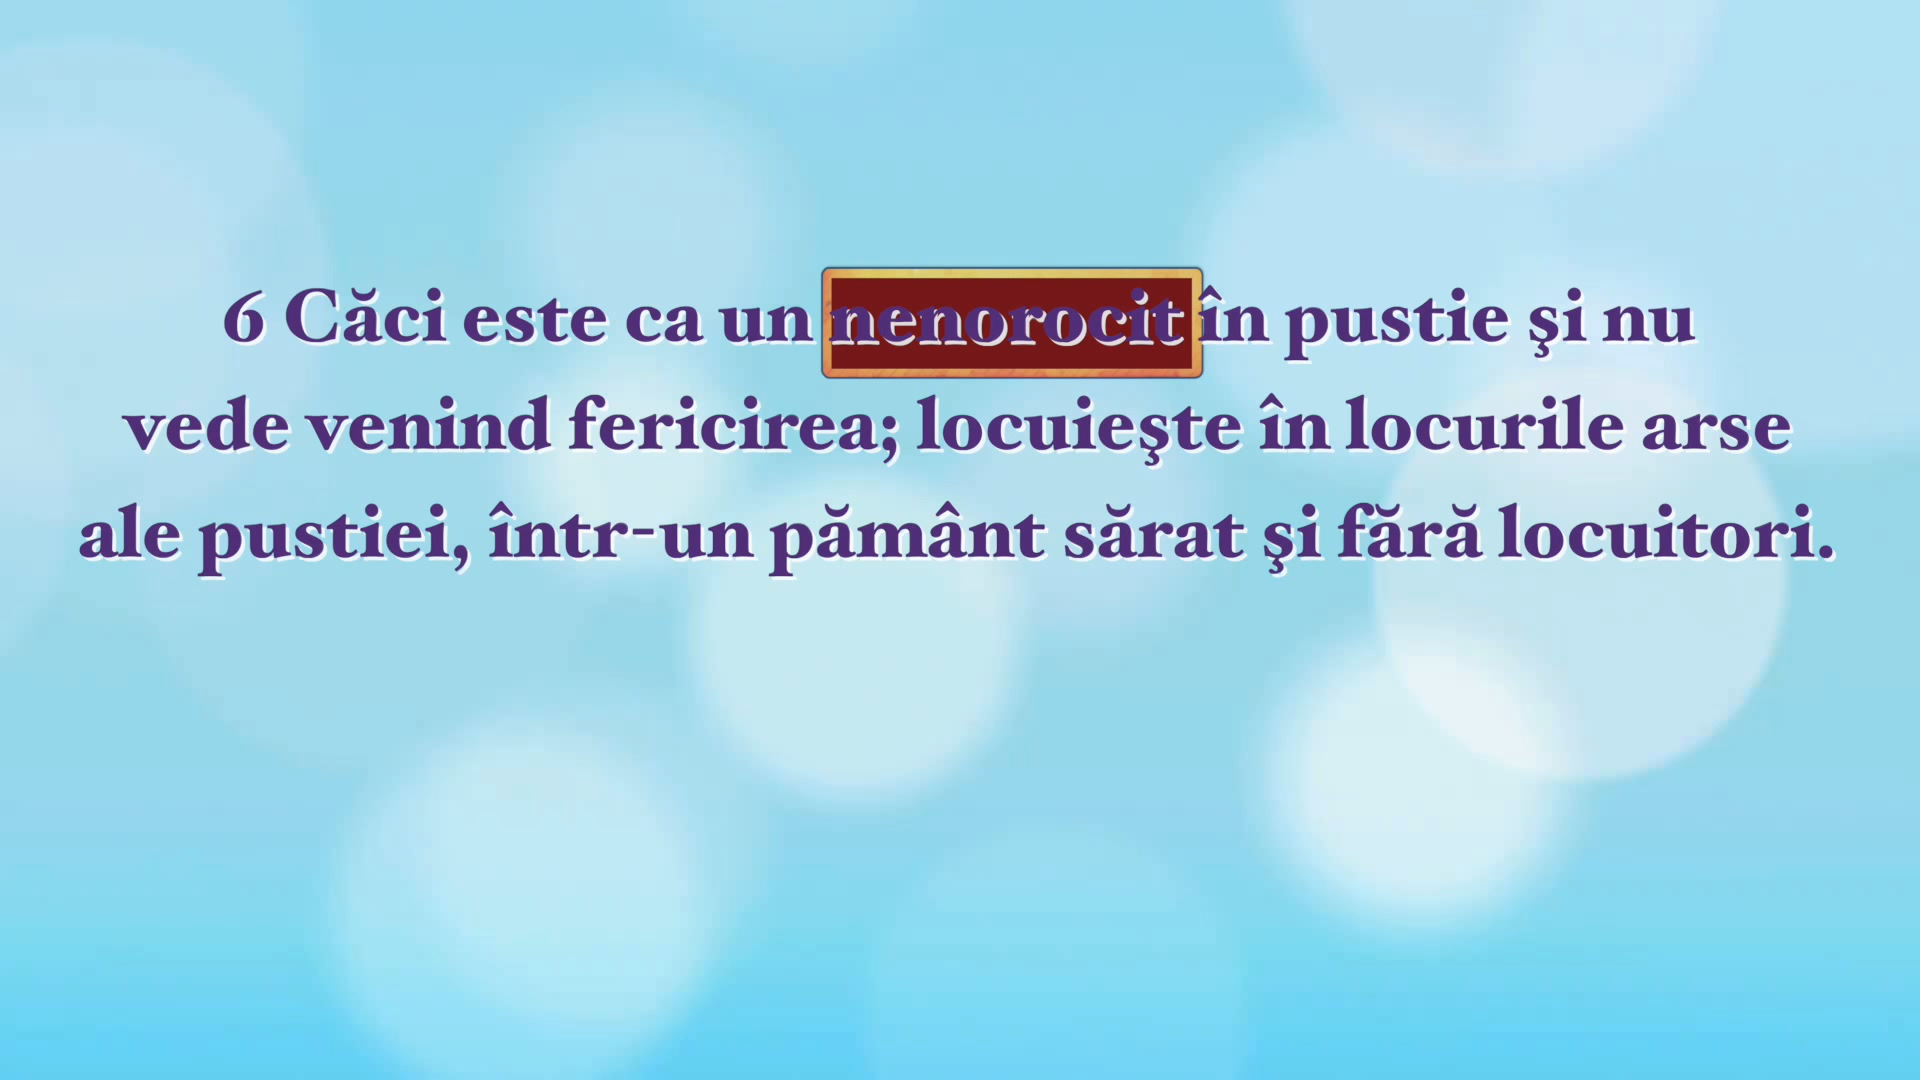 6 Căci este ca un nenorocit în pustie şi nu
vede venind fericirea; locuieşte în locurile arse
ale pustiei, într-un pământ sărat şi fără locuitori.